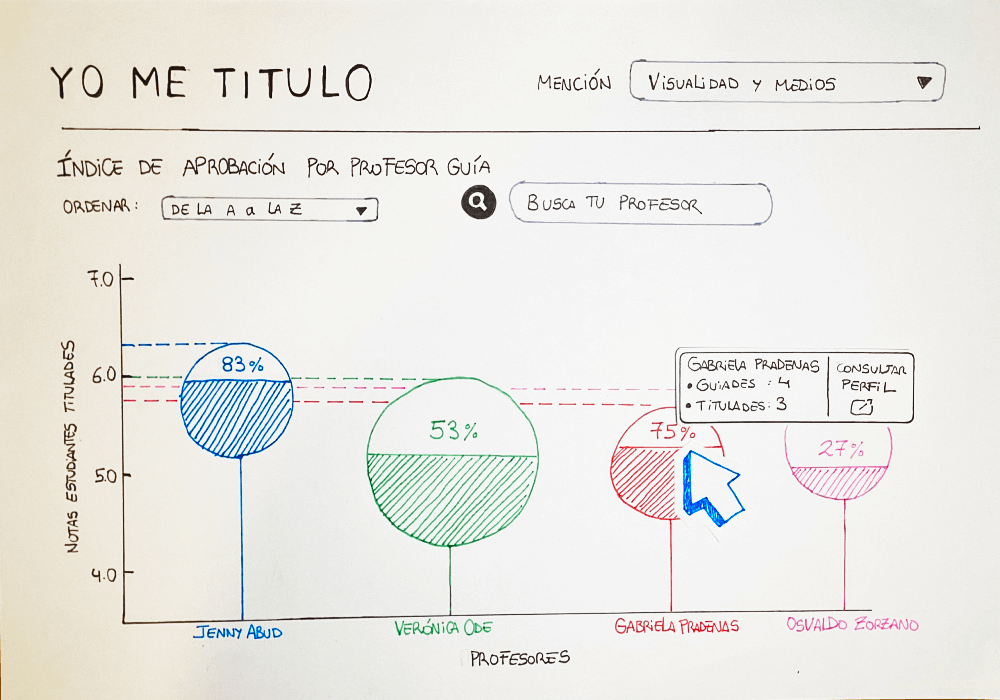 YO ME TITULO
MENCIÓN
VISUALIDAD Y MEDIOS
ÍNDICE DE APROBACIÓN POR PROFESOR GUÍA
ORDENAR:
DE LA A a LA Z
BUSCA TU PROFESOR
NOTAS ESTUDIANTES TITULADES
7.0
6.0
5.0
4.0
83%
53%
75%
27%
GABRIELA PRADENAS
• GUIADES : 4
• TITULADES: 3
CONSULTAR
PERFIL
JENNY ABUD
VERÓNICA ODE
GABRIELA PRADENAS
OSVALDO ZORZANO
PROFESORES